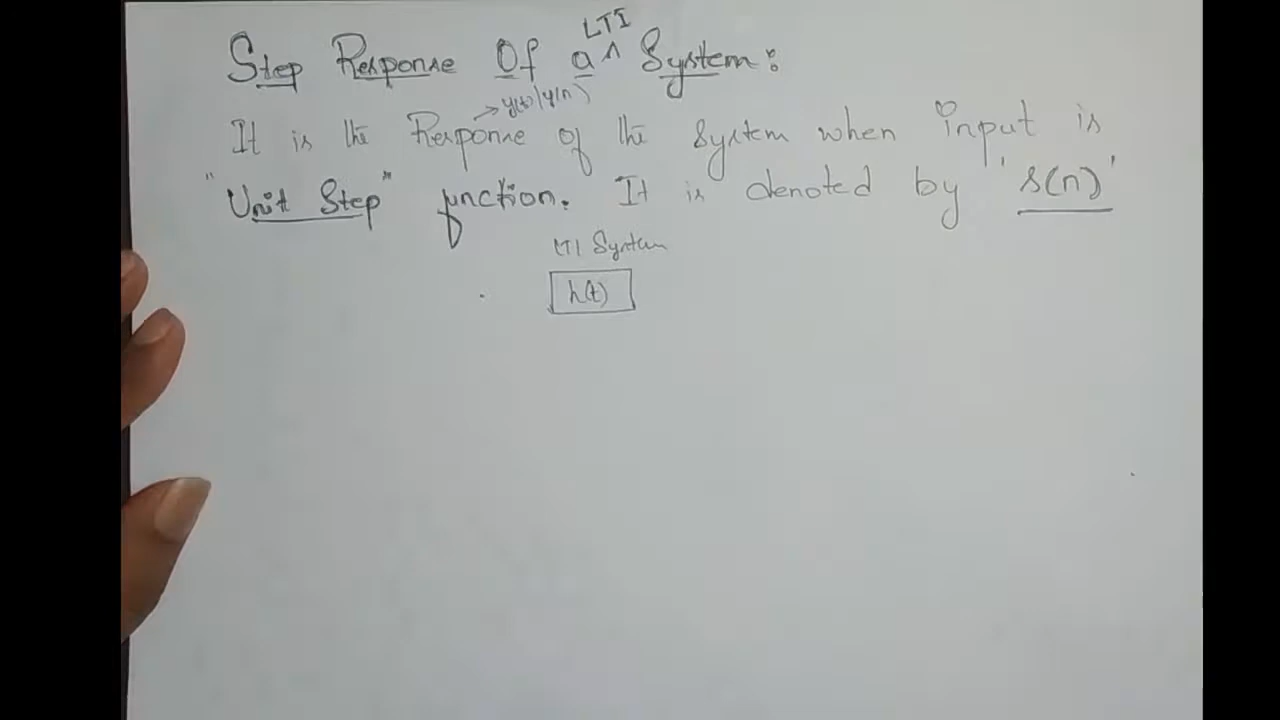 Step Response Of a LTI System:
→ y(t)/y(n)
It is the Response of the system when input is
"Unit Step" function. It is denoted by 's(n)'
LTI System
h(t)